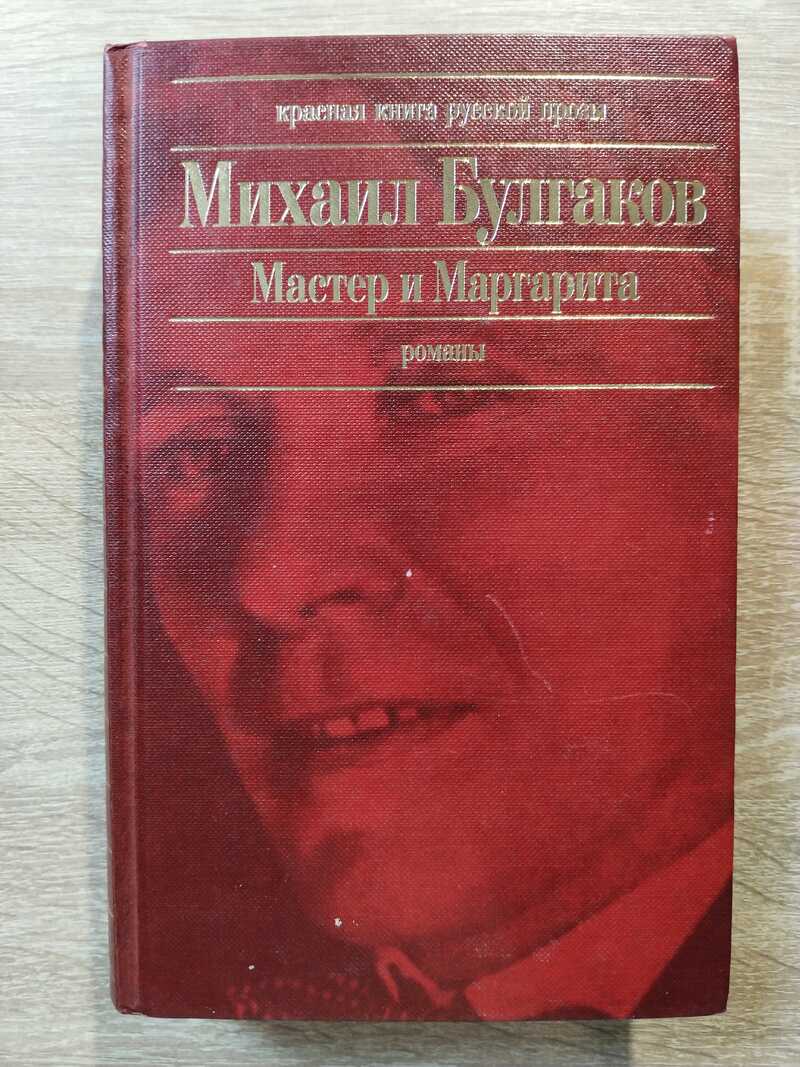 красная книга русской прозы
Михаил Булгаков
Мастер и Маргарита
романы